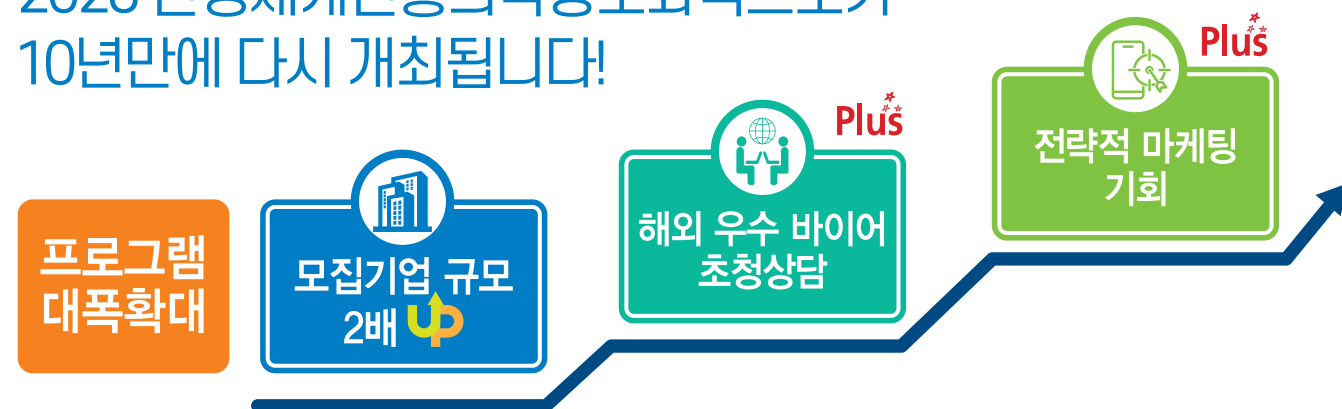 10년만에 다시 개최됩니다!
프로그램
대폭확대
모집기업 규모
2배 UP
Plus
해외 우수 바이어
초청상담
Plus
전략적 마케팅
기회